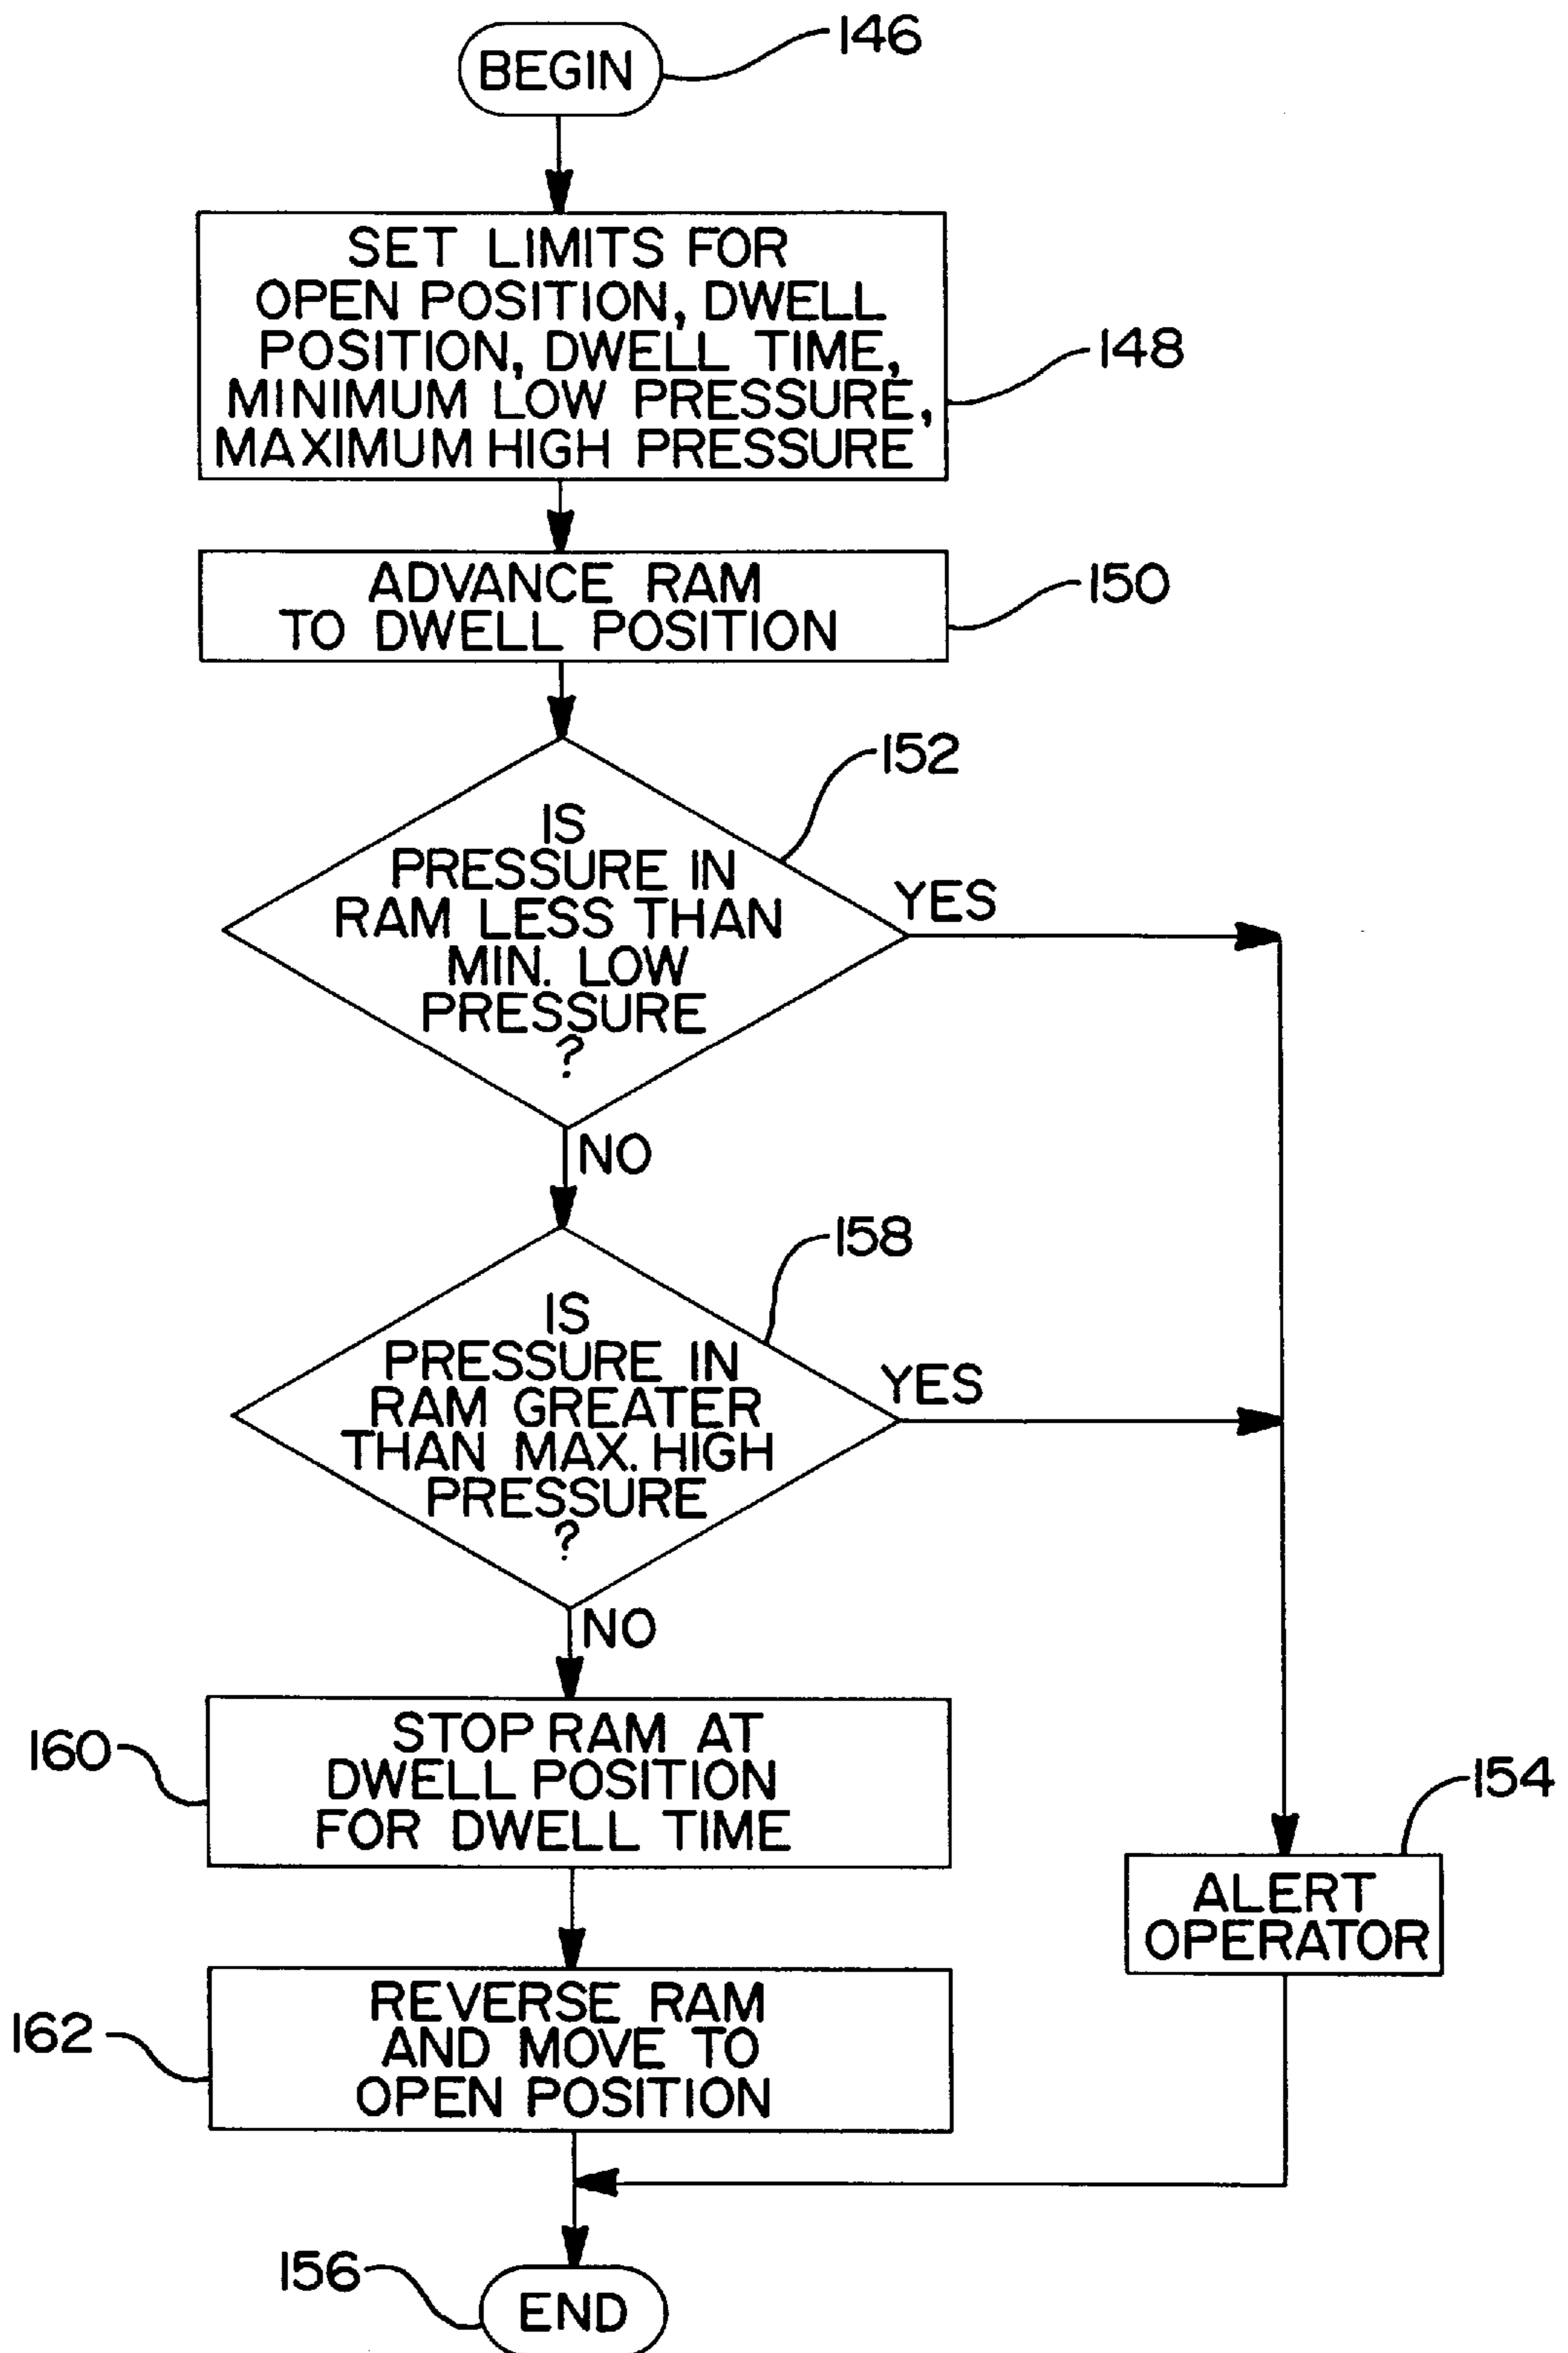 BEGIN
146
SET LIMITS FOR
OPEN POSITION, DWELL
POSITION, DWELL TIME,
MINIMUM LOW PRESSURE,
MAXIMUM HIGH PRESSURE
148
ADVANCE RAM
TO DWELL POSITION
150
152
IS
PRESSURE IN
RAM LESS THAN
MIN. LOW
PRESSURE
?
YES
NO
158
IS
PRESSURE IN
RAM GREATER
THAN MAX. HIGH
PRESSURE
?
YES
NO
160
STOP RAM AT
DWELL POSITION
FOR DWELL TIME
154
ALERT
OPERATOR
162
REVERSE RAM
AND MOVE TO
OPEN POSITION
156
END